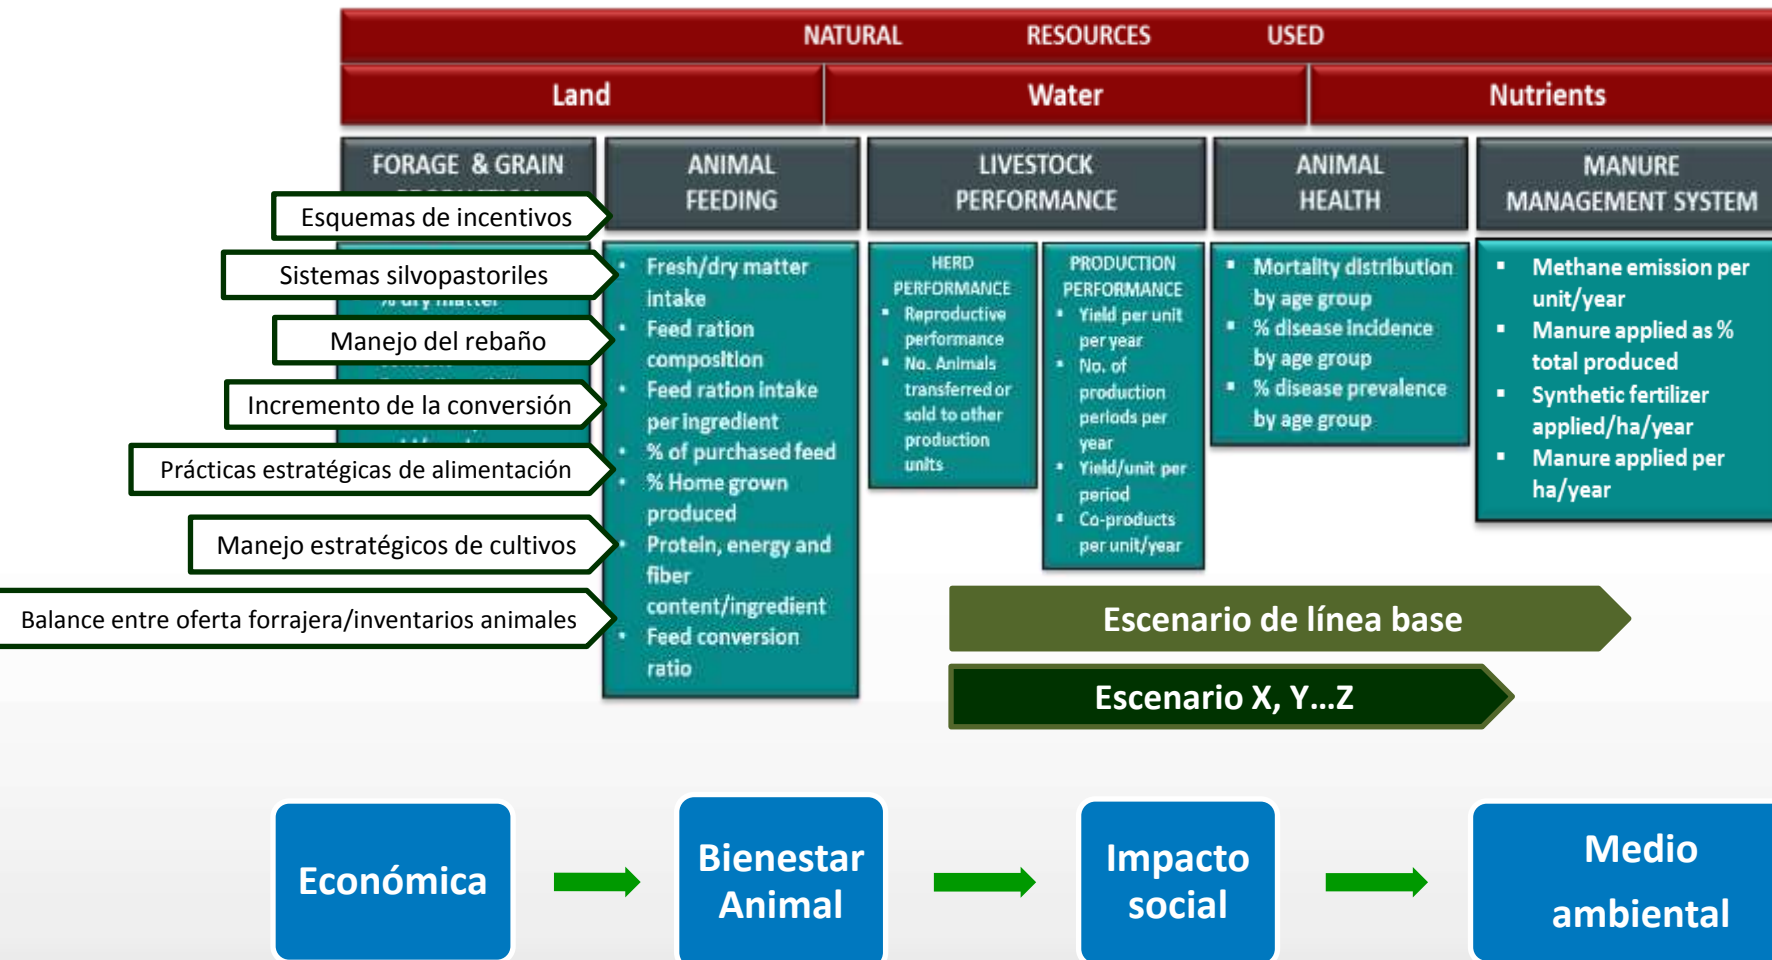 NATURAL RESOURCES USED
Land
Water
Nutrients
FORAGE & GRAIN
ANIMAL
FEEDING
LIVESTOCK
PERFORMANCE
ANIMAL
HEALTH
MANURE
MANAGEMENT SYSTEM
Esquemas de incentivos
Sistemas silvopastoriles
Manejo del rebaño
Incremento de la conversión
Prácticas estratégicas de alimentación
Manejo estratégicos de cultivos
Balance entre oferta forrajera/inventarios animales
% dry matter
• Fresh/dry matter
intake
• Feed ration
composition
• Feed ration intake
per ingredient
• % of purchased feed
• % Home grown
produced
• Protein, energy and
fiber
content/ingredient
• Feed conversion
ratio
HERD
PERFORMANCE
▪ Reproductive
performance
▪ No. Animals
transferred or
sold to other
production
units
PRODUCTION
PERFORMANCE
▪ Yield per unit
per year
▪ No. of
production
periods per
year
▪ Yield/unit per
period
▪ Co-products
per unit/year
▪ Mortality distribution
by age group
▪ % disease incidence
by age group
▪ % disease prevalence
by age group
▪ Methane emission per
unit/year
▪ Manure applied as %
total produced
▪ Synthetic fertilizer
applied/ha/year
▪ Manure applied per
ha/year
Escenario de línea base
Escenario X, Y...Z
Económica
Bienestar
Animal
Impacto
social
Medio
ambiental